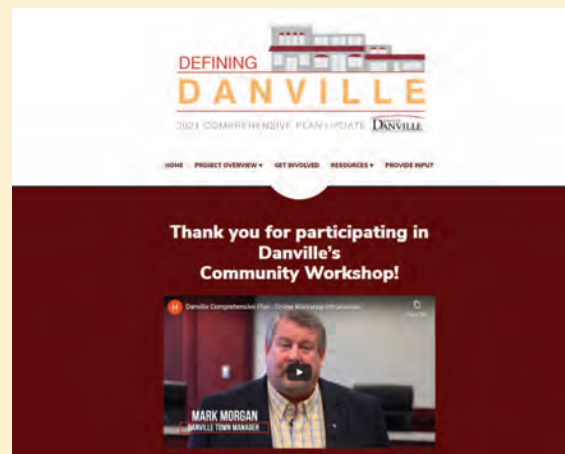 DEFINING
DANVILLE
2021 COMPREHENSIVE PLAN UPDATE DANVILLE
HOME PROJECT OVERVIEW ▾ GET INVOLVED RESOURCES ▾ PROVIDE INPUT
Thank you for participating in
Danville's
Community Workshop!
H Danville Comprehensive Plan - Online Workshop
MARK MORGAN
DANVILLE TOWN MANAGER